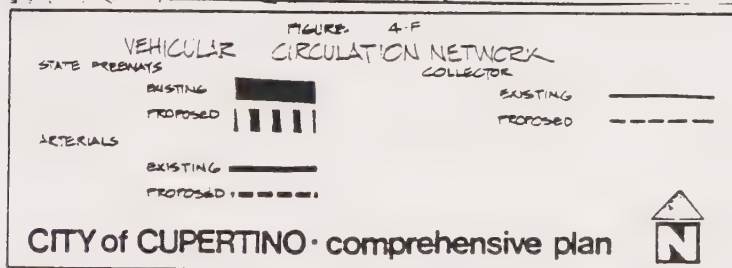 FIGURE 4-F
VEHICULAR CIRCULATION NETWORK
STATE FREEWAYS
EXISTING
PROPOSED
ARTERIALS
EXISTING
PROPOSED
COLLECTOR
EXISTING
PROPOSED
CITY of CUPERTINO · comprehensive plan
N